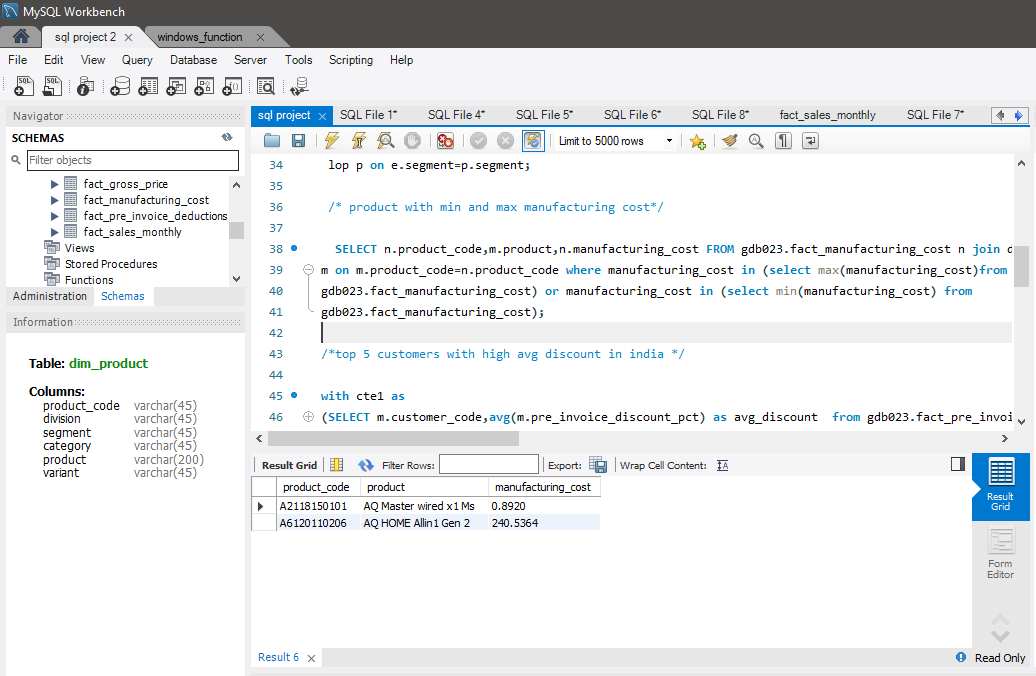 MySQL Workbench
sql project 2
windows_function
File Edit View Query Database Server Tools Scripting Help
Navigator
SCHEMAS
Filter objects
fact_gross_price
fact_manufacturing_cost
fact_pre_invoice_deductions
fact_sales_monthly
Views
Stored Procedures
Functions
Administration Schemas
Information
Table: dim_product
Columns:
product_code varchar(45)
division varchar(45)
segment varchar(45)
category varchar(45)
product varchar(200)
variant varchar(45)
sql project SQL File 1* SQL File 4* SQL File 5* SQL File 6* SQL File 8* fact_sales_monthly SQL File 7*
Limit to 5000 rows
34 lop p on e.segment=p.segment;
35
36 /* product with min and max manufacturing cost*/
37
38 SELECT n.product_code,m.product,n.manufacturing_cost FROM gdb023.fact_manufacturing_cost n join
39 m on m.product_code=n.product_code where manufacturing_cost in (select max(manufacturing_cost)from
40 gdb023.fact_manufacturing_cost) or manufacturing_cost in (select min(manufacturing_cost) from
41 gdb023.fact_manufacturing_cost);
42
43 /*top 5 customers with high avg discount in india */
44
45 with cte1 as
46 (SELECT m.customer_code,avg(m.pre_invoice_discount_pct) as avg_discount from gdb023.fact_pre_invoi
Result Grid Filter Rows: Export: Wrap Cell Content:
product_code product manufacturing_cost
A2118150101 AQ Master wired x1 Ms 0.8920
A6120110206 AQ HOME Allin1 Gen 2 240.5364
Result Grid
Form Editor
Result 6
Read Only